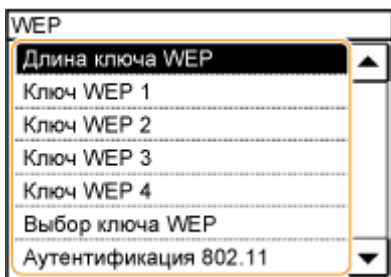 WEP
Длина ключа WEP
Ключ WEP 1
Ключ WEP 2
Ключ WEP 3
Ключ WEP 4
Выбор ключа WEP
Аутентификация 802.11